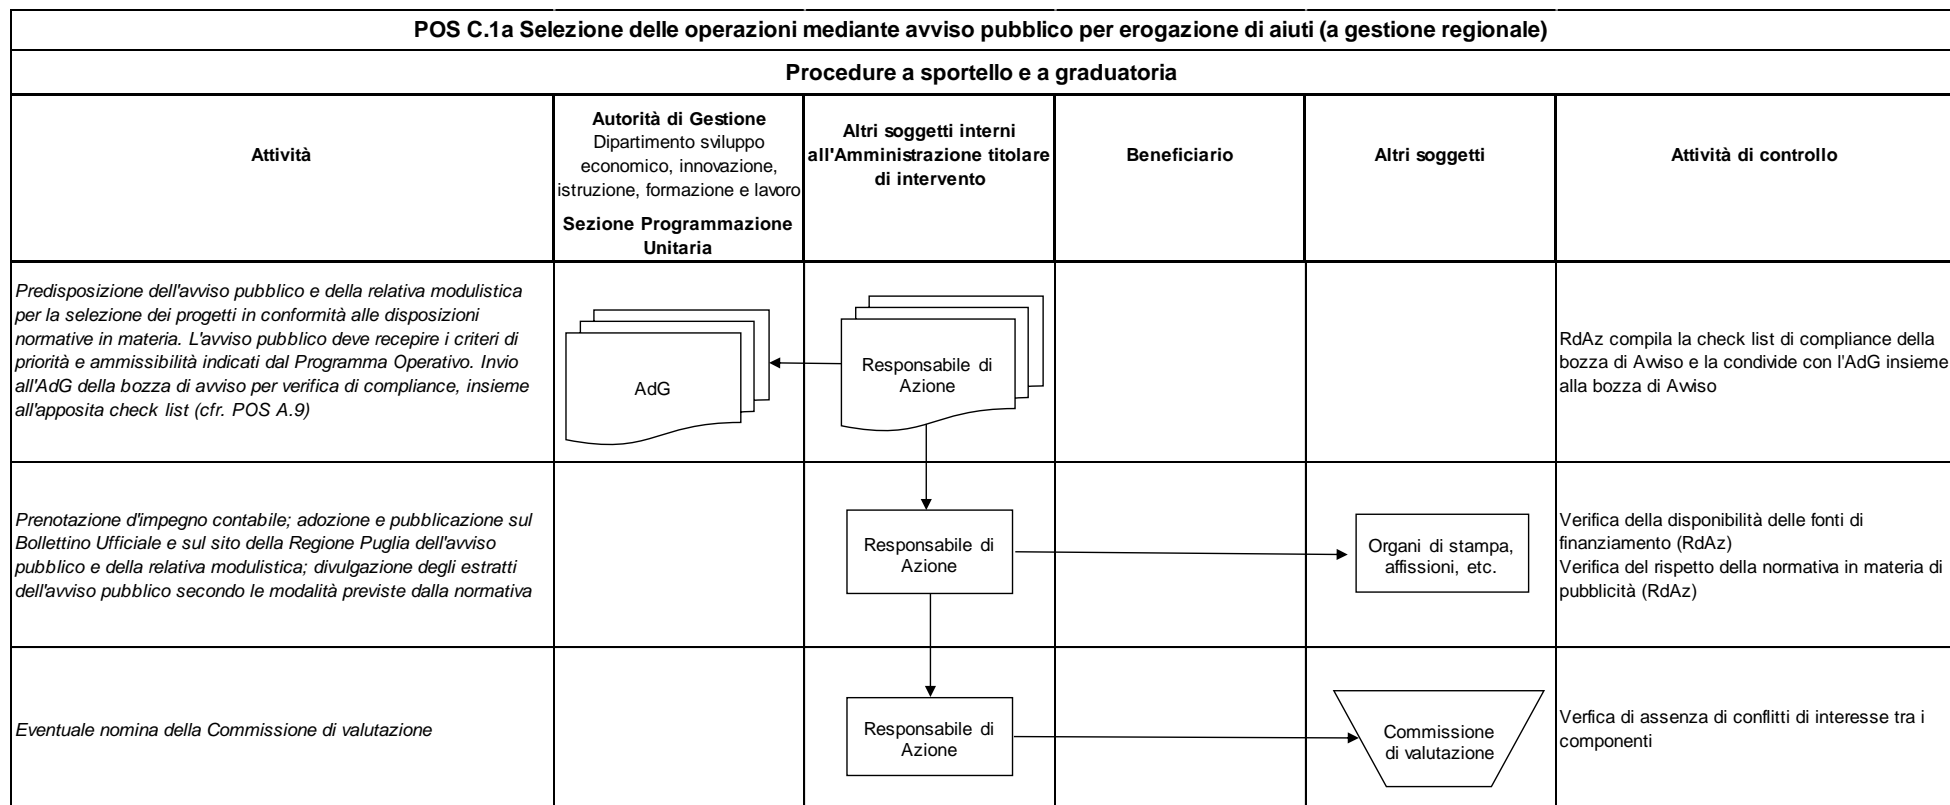 POS C.1a Selezione delle operazioni mediante avviso pubblico per erogazione di aiuti (a gestione regionale)
Procedure a sportello e a graduatoria
Attività
Autorità di Gestione
Dipartimento sviluppo
economico, innovazione,
istruzione, formazione e lavoro
Sezione Programmazione
Unitaria
Altri soggetti interni
all'Amministrazione titolare
di intervento
Beneficiario
Altri soggetti
Attività di controllo
Predisposizione dell'avviso pubblico e della relativa modulistica
per la selezione dei progetti in conformità alle disposizioni
normative in materia. L'avviso pubblico deve recepire i criteri di
priorità e ammissibilità indicati dal Programma Operativo. Invio
all'AdG della bozza di avviso per verifica di compliance, insieme
all'apposita check list (cfr. POS A.9)
AdG
Responsabile di
Azione
RdAz compila la check list di compliance della
bozza di Avviso e la condivide con l'AdG insieme
alla bozza di Avviso
Prenotazione d'impegno contabile; adozione e pubblicazione sul
Bollettino Ufficiale e sul sito della Regione Puglia dell'avviso
pubblico e della relativa modulistica; divulgazione degli estratti
dell'avviso pubblico secondo le modalità previste dalla normativa
Responsabile di
Azione
Organi di stampa,
affissioni, etc.
Verifica della disponibilità delle fonti di
finanziamento (RdAz)
Verifica del rispetto della normativa in materia di
pubblicità (RdAz)
Eventuale nomina della Commissione di valutazione
Responsabile di
Azione
Commissione
di valutazione
Verfica di assenza di conflitti di interesse tra i
componenti